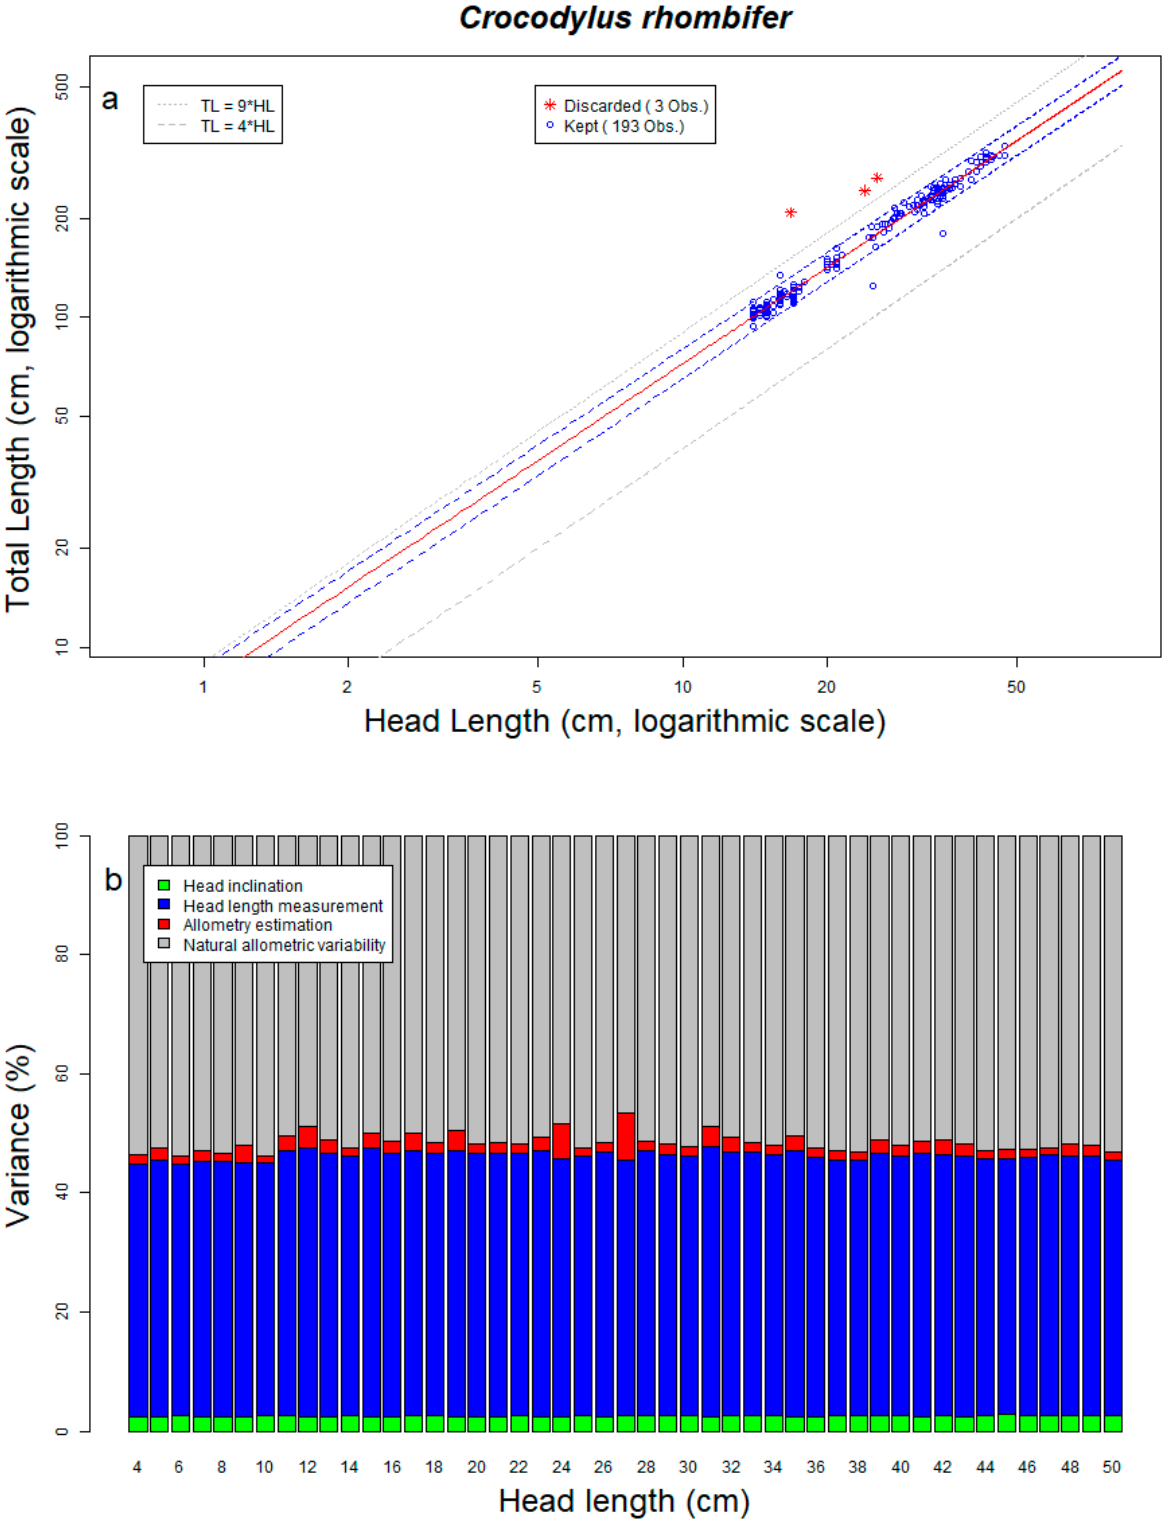 Crocodylus rhombifer
a
TL = 9*HL
TL = 4*HL
Discarded ( 3 Obs.)
Kept ( 193 Obs.)
Total Length (cm, logarithmic scale)
500
200
100
50
20
10
1 2 5 10 20 50
Head Length (cm, logarithmic scale)
b
Head inclination
Head length measurement
Allometry estimation
Natural allometric variability
Variance (%)
100
80
60
40
20
0
4 6 8 10 12 14 16 18 20 22 24 26 28 30 32 34 36 38 40 42 44 46 48 50
Head length (cm)